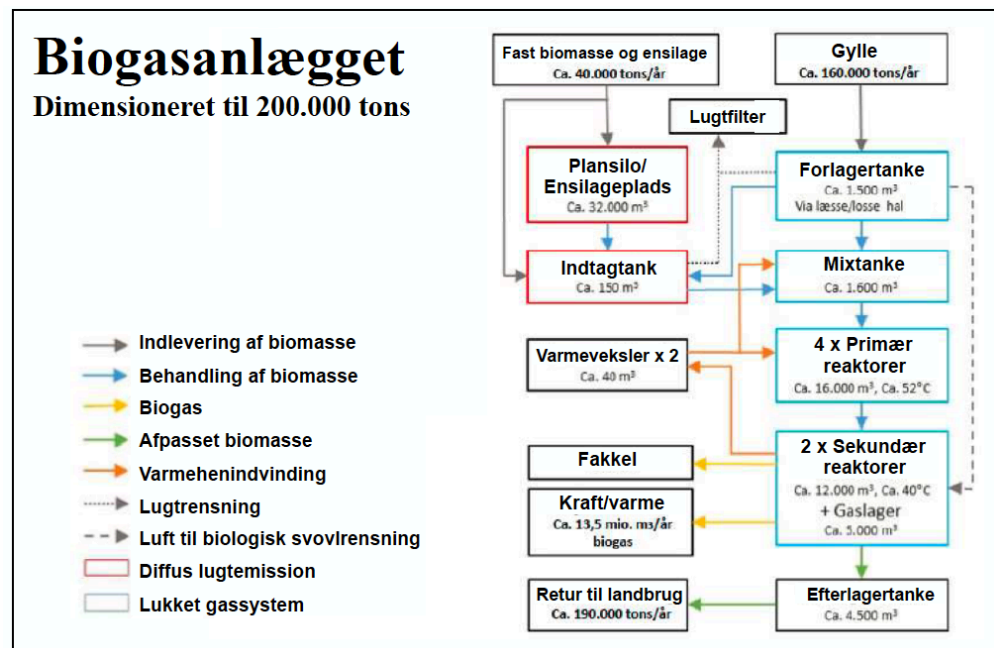 Biogasanlægget
Dimensioneret til 200.000 tons
Fast biomasse og ensilage
Ca. 40.000 tons/år
Gylle
Ca. 160.000 tons/år
Lugtfilter
Plansilo/
Ensilageplads
Ca. 32.000 m³
Forlagertanke
Ca. 1.500 m³
Via læsse/losse hal
Indtagtank
Ca. 150 m³
Mixtanke
Ca. 1.600 m³
Varmeveksler x 2
Ca. 40 m³
4 x Primær
reaktorer
Ca. 16.000 m³, Ca. 52°C
Fakkel
2 x Sekundær
reaktorer
Ca. 12.000 m³, Ca. 40°C
+ Gaslager
Ca. 5.000 m³
Kraft/varme
Ca. 13,5 mio. m3/år
biogas
Retur til landbrug
Ca. 190.000 tons/år
Efterlagertanke
Ca. 4.500 m³
Indlevering af biomasse
Behandling af biomasse
Biogas
Afpasset biomasse
Varmehenindvinding
Lugtrensning
Luft til biologisk svovlrensning
Diffus lugtemission
Lukket gassystem